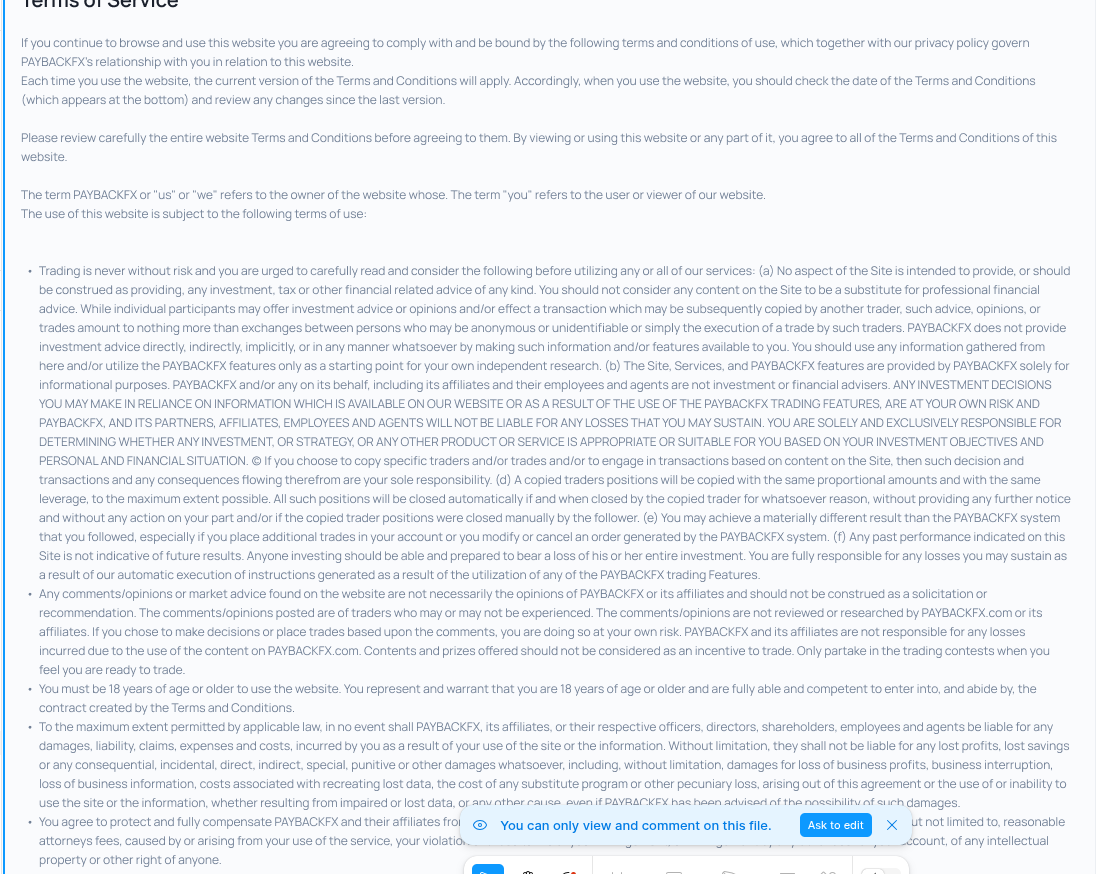 Terms of Service
If you continue to browse and use this website you are agreeing to comply with and be bound by the following terms and conditions of use, which together with our privacy policy govern
PAYBACKFX's relationship with you in relation to this website.
Each time you use the website, the current version of the Terms and Conditions will apply. Accordingly, when you use the website, you should check the date of the Terms and Conditions
(which appears at the bottom) and review any changes since the last version.
Please review carefully the entire website Terms and Conditions before agreeing to them. By viewing or using this website or any part of it, you agree to all of the Terms and Conditions of this
website.
The term PAYBACKFX or "us" or "we" refers to the owner of the website whose. The term "you" refers to the user or viewer of our website.
The use of this website is subject to the following terms of use:
• Trading is never without risk and you are urged to carefully read and consider the following before utilizing any or all of our services: (a) No aspect of the Site is intended to provide, or should
be construed as providing, any investment, tax or other financial related advice of any kind. You should not consider any content on the Site to be a substitute for professional financial
advice. While individual participants may offer investment advice or opinions and/or effect a transaction which may be subsequently copied by another trader, such advice, opinions, or
trades amount to nothing more than exchanges between persons who may be anonymous or unidentifiable or simply the execution of a trade by such traders. PAYBACKFX does not provide
investment advice directly, indirectly, implicitly, or in any manner whatsoever by making such information and/or features available to you. You should use any information gathered from
here and/or utilize the PAYBACKFX features only as a starting point for your own independent research. (b) The Site, Services, and PAYBACKFX features are provided by PAYBACKFX solely for
informational purposes. PAYBACKFX and/or any on its behalf, including its affiliates and their employees and agents are not investment or financial advisers. ANY INVESTMENT DECISIONS
YOU MAY MAKE IN RELIANCE ON INFORMATION WHICH IS AVAILABLE ON OUR WEBSITE OR AS A RESULT OF THE USE OF THE PAYBACKFX TRADING FEATURES, ARE AT YOUR OWN RISK AND
PAYBACKFX, AND ITS PARTNERS, AFFILIATES, EMPLOYEES AND AGENTS WILL NOT BE LIABLE FOR ANY LOSSES THAT YOU MAY SUSTAIN. YOU ARE SOLELY AND EXCLUSIVELY RESPONSIBLE FOR
DETERMINING WHETHER ANY INVESTMENT, OR STRATEGY, OR ANY OTHER PRODUCT OR SERVICE IS APPROPRIATE OR SUITABLE FOR YOU BASED ON YOUR INVESTMENT OBJECTIVES AND
PERSONAL AND FINANCIAL SITUATION. © If you choose to copy specific traders and/or trades and/or to engage in transactions based on content on the Site, then such decision and
transactions and any consequences flowing therefrom are your sole responsibility. (d) A copied traders positions will be copied with the same proportional amounts and with the same
leverage, to the maximum extent possible. All such positions will be closed automatically if and when closed by the copied trader for whatsoever reason, without providing any further notice
and without any action on your part and/or if the copied trader positions were closed manually by the follower. (e) You may achieve a materially different result than the PAYBACKFX system
that you followed, especially if you place additional trades in your account or you modify or cancel an order generated by the PAYBACKFX system. (f) Any past performance indicated on this
Site is not indicative of future results. Anyone investing should be able and prepared to bear a loss of his or her entire investment. You are fully responsible for any losses you may sustain as
a result of our automatic execution of instructions generated as a result of the utilization of any of the PAYBACKFX trading Features.
• Any comments/opinions or market advice found on the website are not necessarily the opinions of PAYBACKFX or its affiliates and should not be construed as a solicitation or
recommendation. The comments/opinions posted are of traders who may or may not be experienced. The comments/opinions are not reviewed or researched by PAYBACKFX.com or its
affiliates. If you chose to make decisions or place trades based upon the comments, you are doing so at your own risk. PAYBACKFX and its affiliates are not responsible for any losses
incurred due to the use of the content on PAYBACKFX.com. Contents and prizes offered should not be considered as an incentive to trade. Only partake in the trading contests when you
feel you are ready to trade.
• You must be 18 years of age or older to use the website. You represent and warrant that you are 18 years of age or older and are fully able and competent to enter into, and abide by, the
contract created by the Terms and Conditions.
• To the maximum extent permitted by applicable law, in no event shall PAYBACKFX, its affiliates, or their respective officers, directors, shareholders, employees and agents be liable for any
damages, liability, claims, expenses and costs, incurred by you as a result of your use of the site or the information. Without limitation, they shall not be liable for any lost profits, lost savings
or any consequential, incidental, direct, indirect, special, punitive or other damages whatsoever, including, without limitation, damages for loss of business profits, business interruption,
loss of business information, costs associated with recreating lost data, the cost of any substitute program or other pecuniary loss, arising out of this agreement or the use of or inability to
use the site or the information, whether resulting from impaired or lost data, or any other cause, even if PAYBACKFX has been advised of the possibility of such damages.
• You agree to protect and fully compensate PAYBACKFX and their affiliates from but not limited to, reasonable
attorneys fees, caused by or arising from your use of the service, your account, of any intellectual
property or other right of anyone.
You can only view and comment on this file.
Ask to edit